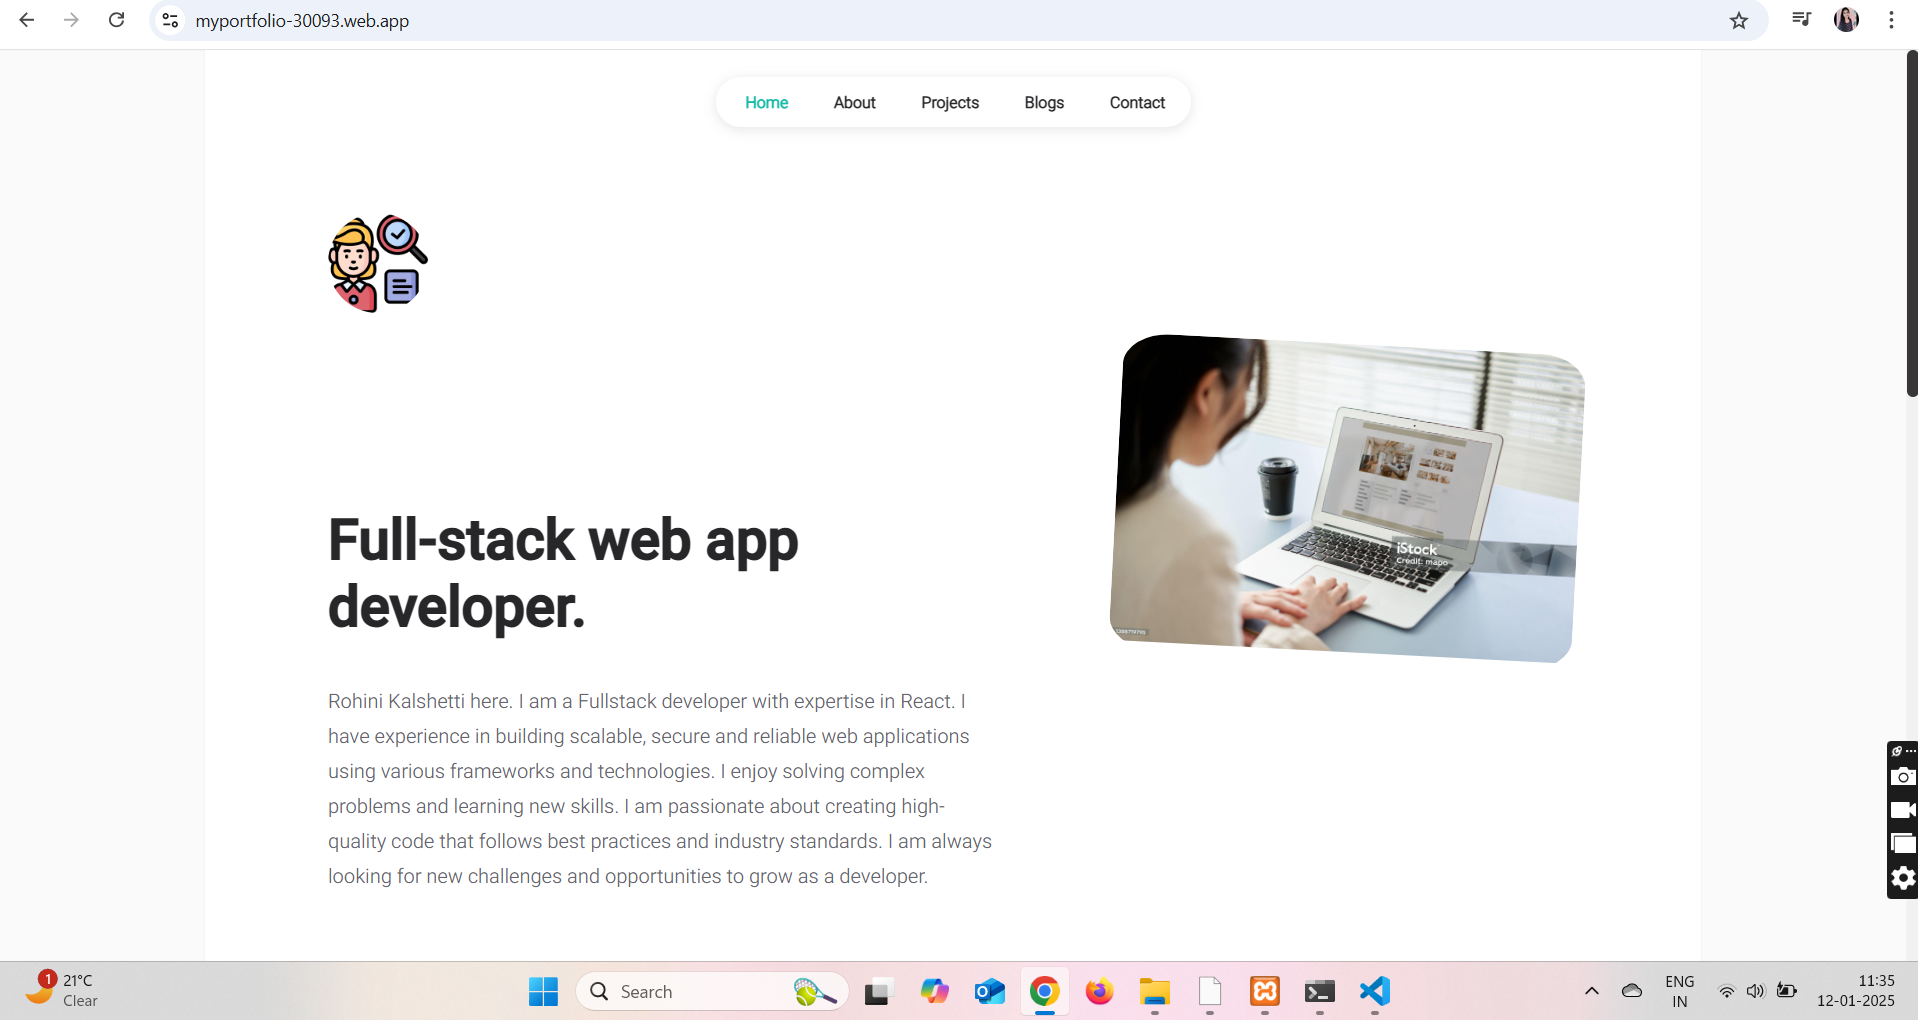 myportfolio-30093.web.app
Home About Projects Blogs Contact
Full-stack web app
developer.
iStock
Credit: mapo
Rohini Kalshetti here. I am a Fullstack developer with expertise in React. I
have experience in building scalable, secure and reliable web applications
using various frameworks and technologies. I enjoy solving complex
problems and learning new skills. I am passionate about creating high-
quality code that follows best practices and industry standards. I am always
looking for new challenges and opportunities to grow as a developer.
1
21°C
Clear
Search
ENG
IN
11:35
12-01-2025